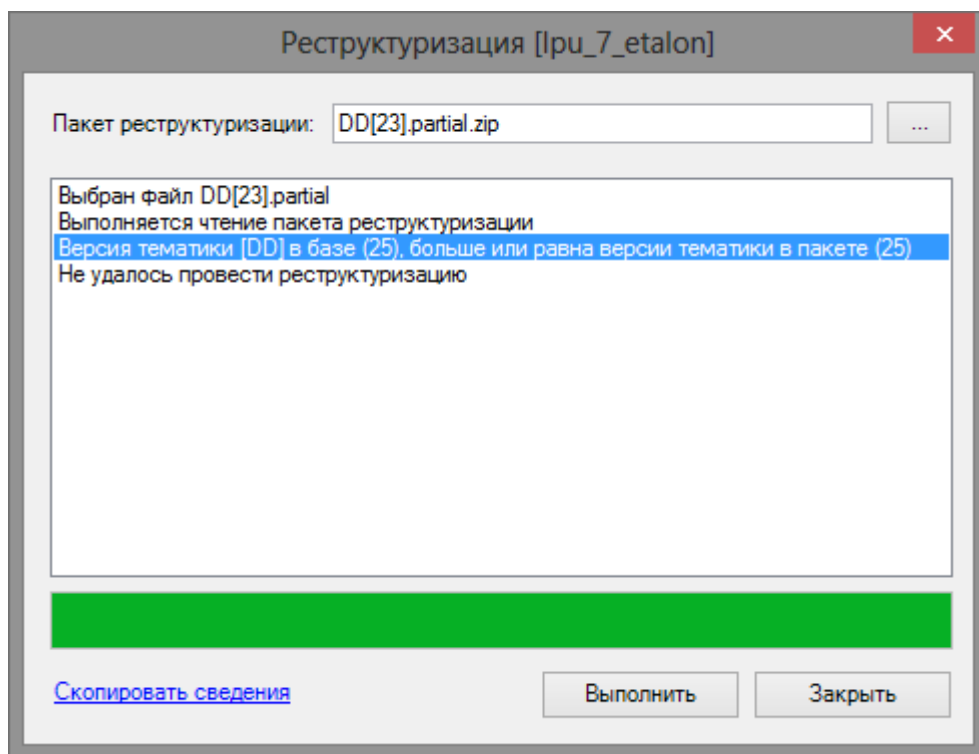 Реструктуризация [lpu_7_etalon]
Пакет реструктуризации: DD[23].partial.zip ...
Выбран файл DD[23].partial
Выполняется чтение пакета реструктуризации
Версия тематики [DD] в базе (25), больше или равна версии тематики в пакете (25)
Не удалось провести реструктуризацию
Скопировать сведения Выполнить Закрыть